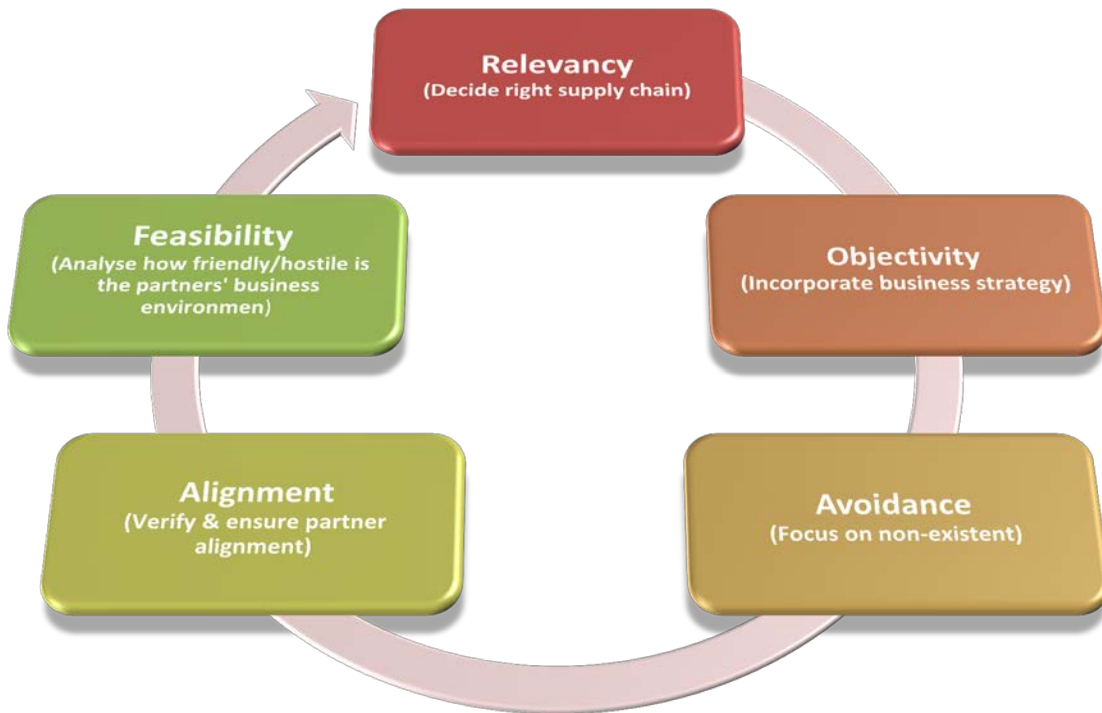 Relevancy
(Decide right supply chain)
Objectivity
(Incorporate business strategy)
Avoidance
(Focus on non-existent)
Alignment
(Verify & ensure partner
alignment)
Feasibility
(Analyse how friendly/hostile is
the partners' business
environmen)